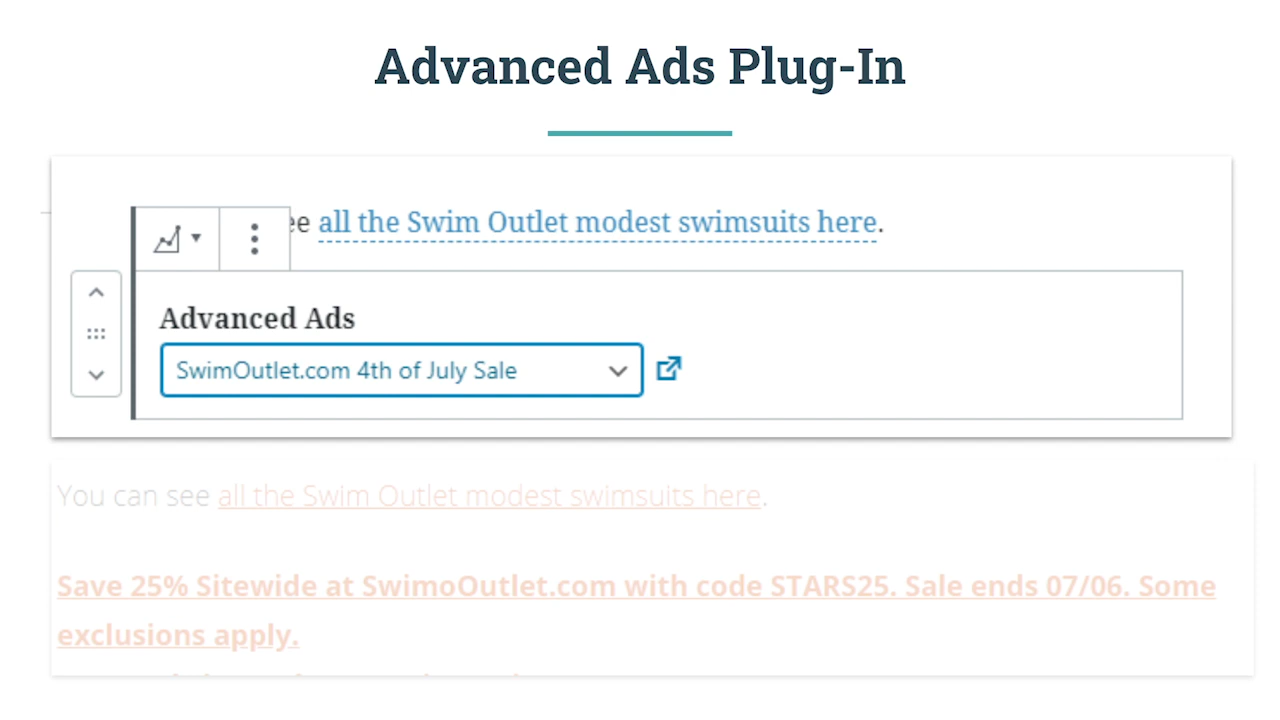 Advanced Ads Plug-In
ee all the Swim Outlet modest swimsuits here.
Advanced Ads
SwimOutlet.com 4th of July Sale
You can see all the Swim Outlet modest swimsuits here.
Save 25% Sitewide at SwimoOutlet.com with code STARS25. Sale ends 07/06. Some
exclusions apply.